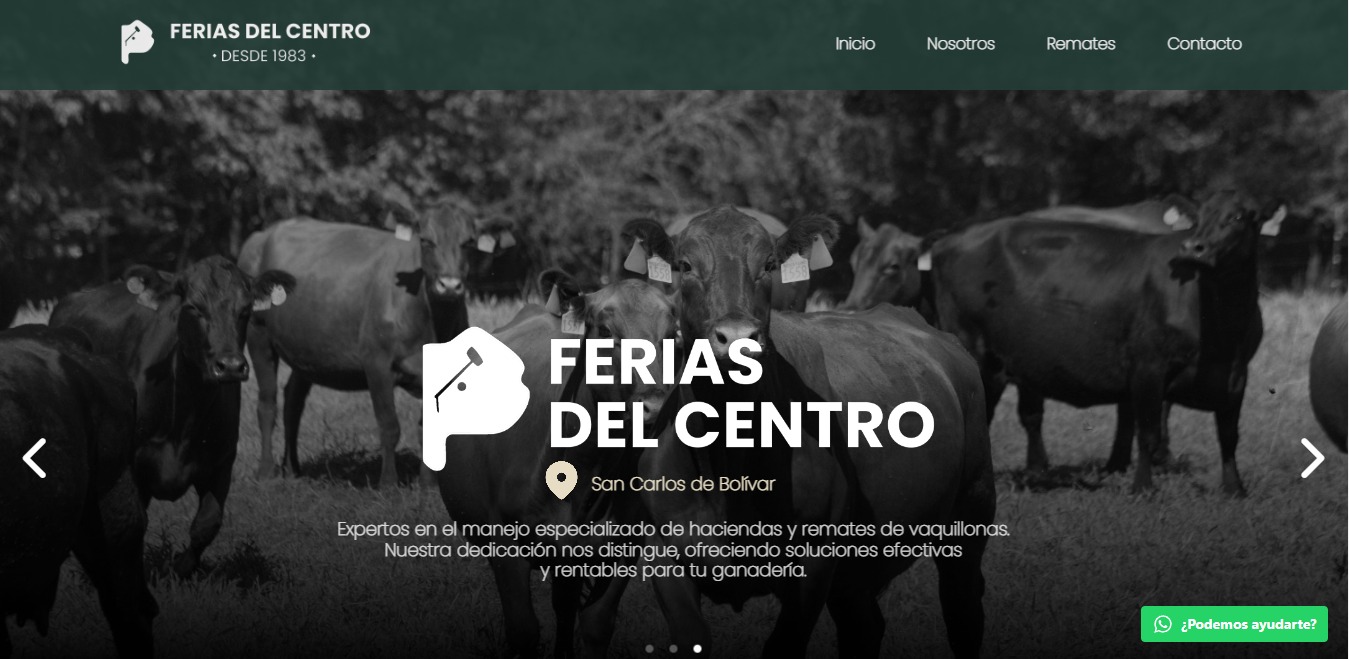 FERIAS DEL CENTRO
• DESDE 1983 •
Inicio
Nosotros
Remates
Contacto
FERIAS
DEL CENTRO
San Carlos de Bolívar
Expertos en el manejo especializado de haciendas y remates de vaquillonas.
Nuestra dedicación nos distingue, ofreciendo soluciones efectivas
y rentables para tu ganadería.
¿Podemos ayudarte?